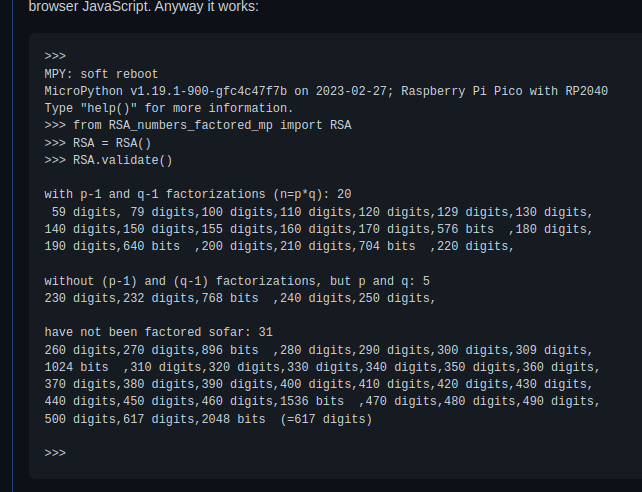 browser JavaScript. Anyway it works:
>>>
MPY: soft reboot
MicroPython v1.19.1-900-gfc4c47f7b on 2023-02-27; Raspberry Pi Pico with RP2040
Type "help()" for more information.
>>> from RSA_numbers_factored_mp import RSA
>>> RSA = RSA()
>>> RSA.validate()
with p-1 and q-1 factorizations (n=p*q): 20
 59 digits, 79 digits,100 digits,110 digits,120 digits,129 digits,130 digits,
140 digits,150 digits,155 digits,160 digits,170 digits,576 bits  ,180 digits,
190 digits,640 bits  ,200 digits,210 digits,704 bits  ,220 digits,
without (p-1) and (q-1) factorizations, but p and q: 5
230 digits,232 digits,768 bits  ,240 digits,250 digits,
have not been factored sofar: 31
260 digits,270 digits,896 bits  ,280 digits,290 digits,300 digits,309 digits,
1024 bits  ,310 digits,320 digits,330 digits,340 digits,350 digits,360 digits,
370 digits,380 digits,390 digits,400 digits,410 digits,420 digits,430 digits,
440 digits,450 digits,460 digits,1536 bits  ,470 digits,480 digits,490 digits,
500 digits,617 digits,2048 bits  (=617 digits)
>>>